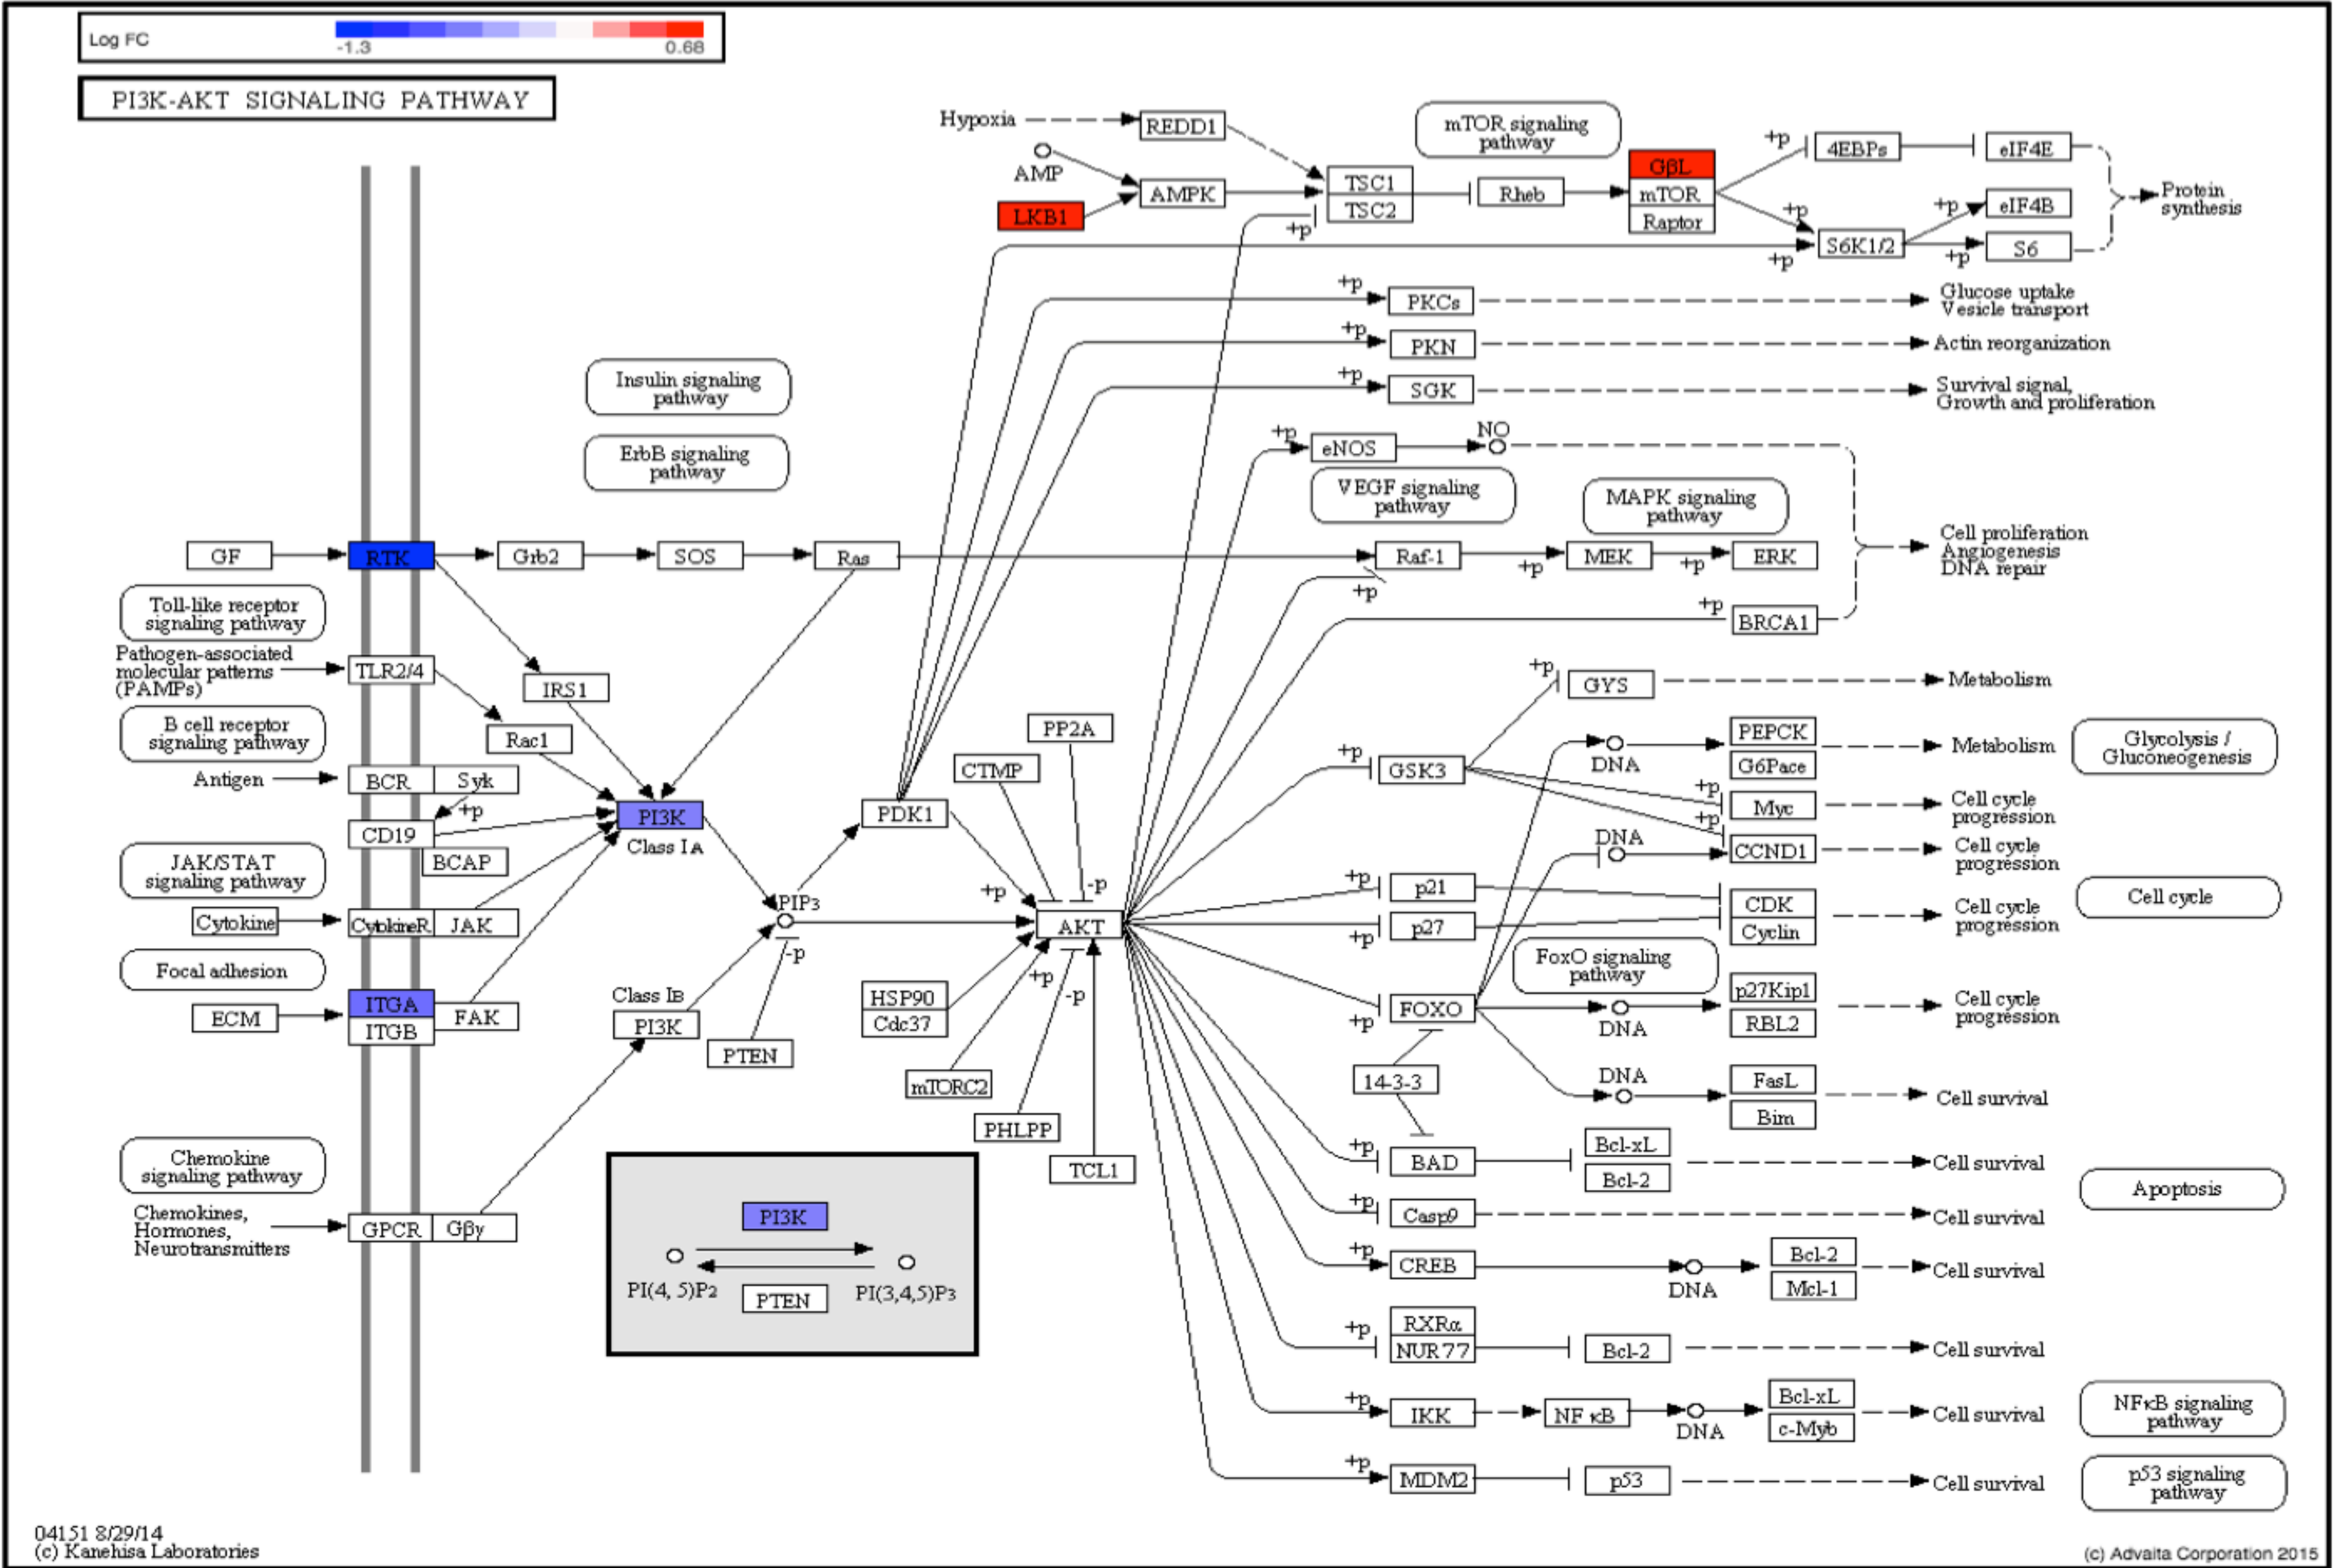 Log FC
-1.3
0.68
PI3K-AKT SIGNALING PATHWAY
Hypoxia
REDD1
mTOR signaling
pathway
AMP
AMPK
LKB1
TSC1
TSC2
+p
Rheb
GβL
mTOR
Raptor
+p
4EBPs
eIF4E
+p
S6K1/2
+p
+p
eIF4B
+p
S6
Protein
synthesis
+p
PKCs
Glucose uptake
Vesicle transport
+p
PKN
Actin reorganization
+p
SGK
Survival signal,
Growth and proliferation
Insulin signaling
pathway
ErbB signaling
pathway
+p
eNOS
NO
VEGF signaling
pathway
MAPK signaling
pathway
GF
RTK
Grb2
SOS
Ras
Raf-1
+p
+p
MEK
+p
ERK
Cell proliferation
Angiogenesis
DNA repair
+p
BRCA1
Toll-like receptor
signaling pathway
Pathogen-associated
molecular patterns
(PAMPs)
TLR2/4
IRS1
Rac1
B cell receptor
signaling pathway
Antigen
BCR
Syk
+p
CD19
BCAP
PI3K
Class IA
JAK/STAT
signaling pathway
Cytokine
CytokineR
JAK
Focal adhesion
ECM
ITGA
ITGB
FAK
Chemokine
signaling pathway
Chemokines,
Hormones,
Neurotransmitters
GPCR
Gβγ
PDK1
CTMP
PP2A
+p
-p
PIP3
-p
AKT
Class IB
PI3K
PTEN
HSP90
Cdc37
+p
-p
mTORC2
PHLPP
TCL1
PI3K
PI(4, 5)P2
PTEN
PI(3,4,5)P3
+p
GYS
Metabolism
+p
GSK3
DNA
PEPCK
G6Pace
Metabolism
Glycolysis /
Gluconeogenesis
+p
Myc
Cell cycle
progression
+p
DNA
CCND1
Cell cycle
progression
+p
p21
+p
p27
CDK
Cyclin
Cell cycle
progression
Cell cycle
FoxO signaling
pathway
+p
FOXO
DNA
p27Kip1
RBL2
Cell cycle
progression
14-3-3
DNA
FasL
Bim
Cell survival
+p
BAD
Bcl-xL
Bcl-2
Cell survival
Apoptosis
+p
Casp9
Cell survival
+p
CREB
DNA
Bcl-2
Mcl-1
Cell survival
+p
RXRα
NUR77
Bcl-2
Cell survival
+p
IKK
NFκB
DNA
Bcl-xL
c-Myb
Cell survival
NFκB signaling
pathway
+p
MDM2
p53
Cell survival
p53 signaling
pathway
04151 8/29/14
(c) Kanehisa Laboratories
(c) Advaita Corporation 2015